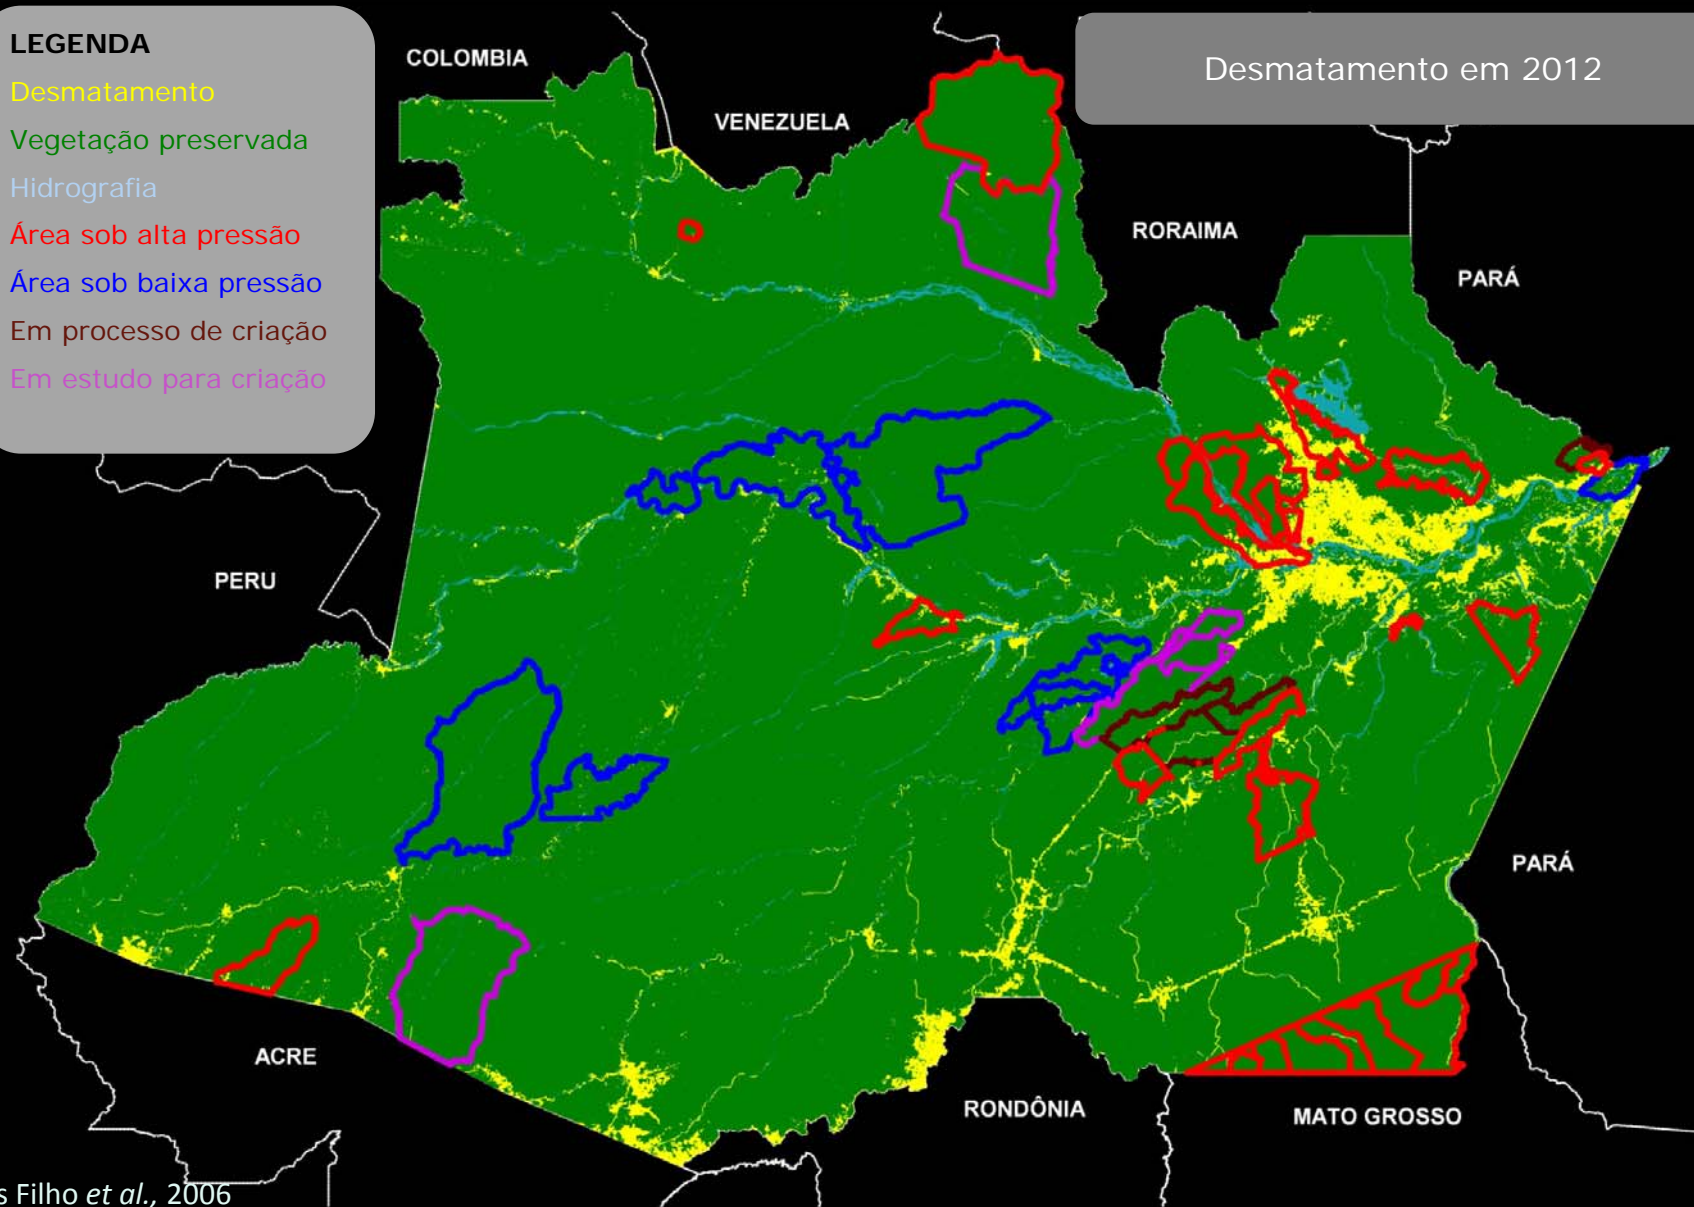 LEGENDA
Desmatamento
Vegetação preservada
Hidrografia
Área sob alta pressão
Área sob baixa pressão
Em processo de criação
Em estudo para criação
Desmatamento em 2012
COLOMBIA
VENEZUELA
RORAIMA
PARÁ
PERU
PARÁ
ACRE
RONDÔNIA
MATO GROSSO
s Filho et al., 2006